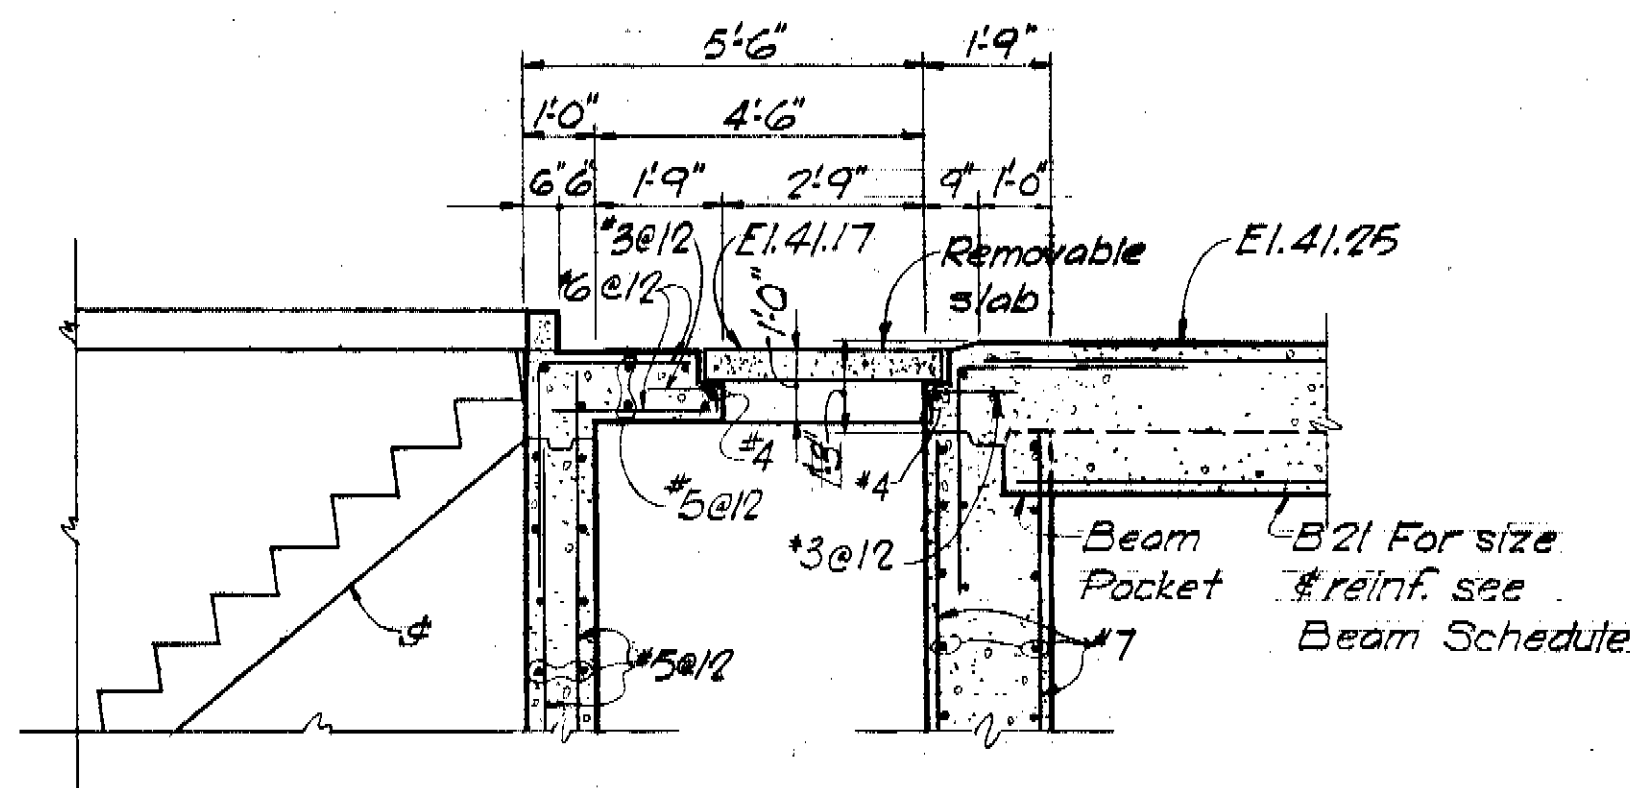 5'-6" 1'-9"
1'-0" 4'-6"
6" 6" 1'-9" 2'-9" 9" 1'-0"
#3@12 El.41.17 Removable slab El.41.25
#6@12 1'-0"
#4 #4
#5@12
#3@12 Beam Pocket
B21 For size
& reinf. see
Beam Schedule
#5@12 #7